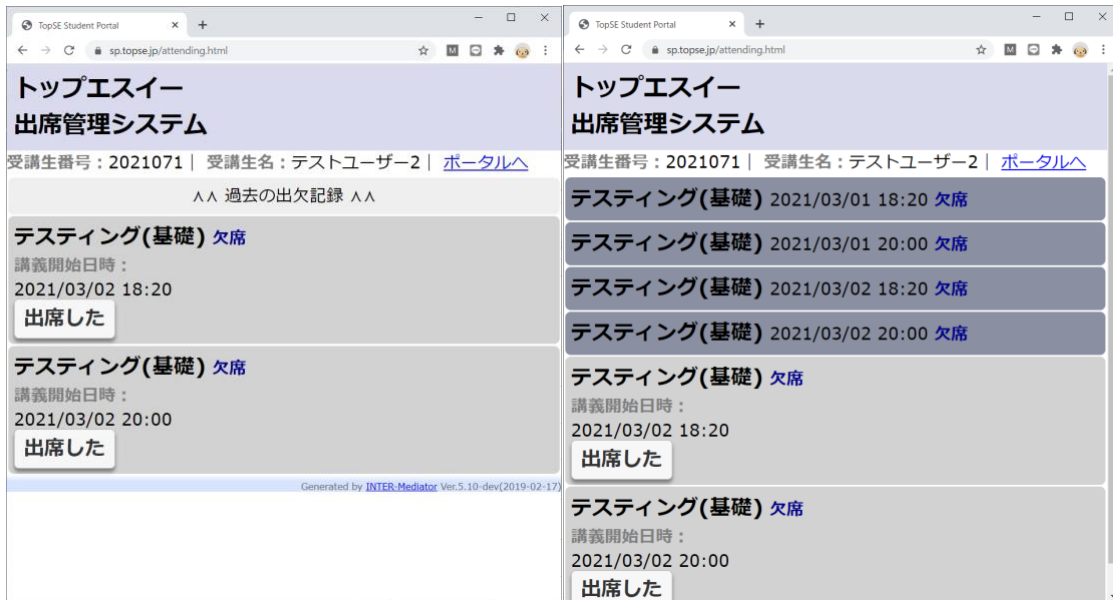 TopSE Student Portal
sp.topse.jp/attending.html
トップエスイー
出席管理システム
受講生番号：2021071｜ 受講生名：テストユーザー2｜ ポータルへ
∧∧ 過去の出欠記録 ∧∧
テスティング(基礎) 欠席
講義開始日時：
2021/03/02 18:20
出席した
テスティング(基礎) 欠席
講義開始日時：
2021/03/02 20:00
出席した
Generated by INTER-Mediator Ver.5.10-dev(2019-02-17)
TopSE Student Portal
sp.topse.jp/attending.html
トップエスイー
出席管理システム
受講生番号：2021071｜ 受講生名：テストユーザー2｜ ポータルへ
テスティング(基礎) 2021/03/01 18:20 欠席
テスティング(基礎) 2021/03/01 20:00 欠席
テスティング(基礎) 2021/03/02 18:20 欠席
テスティング(基礎) 2021/03/02 20:00 欠席
テスティング(基礎) 欠席
講義開始日時：
2021/03/02 18:20
出席した
テスティング(基礎) 欠席
講義開始日時：
2021/03/02 20:00
出席した